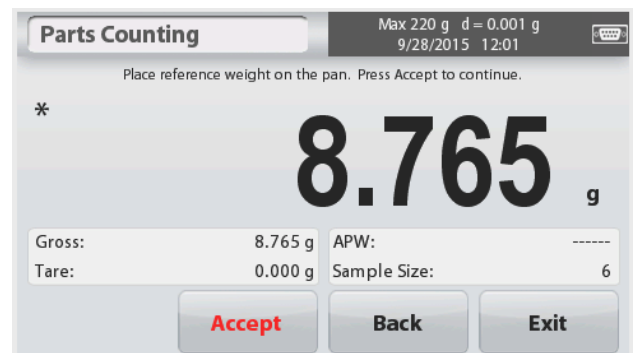 Parts Counting
Max 220 g d = 0.001 g
9/28/2015 12:01
Place reference weight on the pan. Press Accept to continue.
*
8.765 g
Gross: 8.765 g APW: ------
Tare: 0.000 g Sample Size: 6
Accept Back Exit